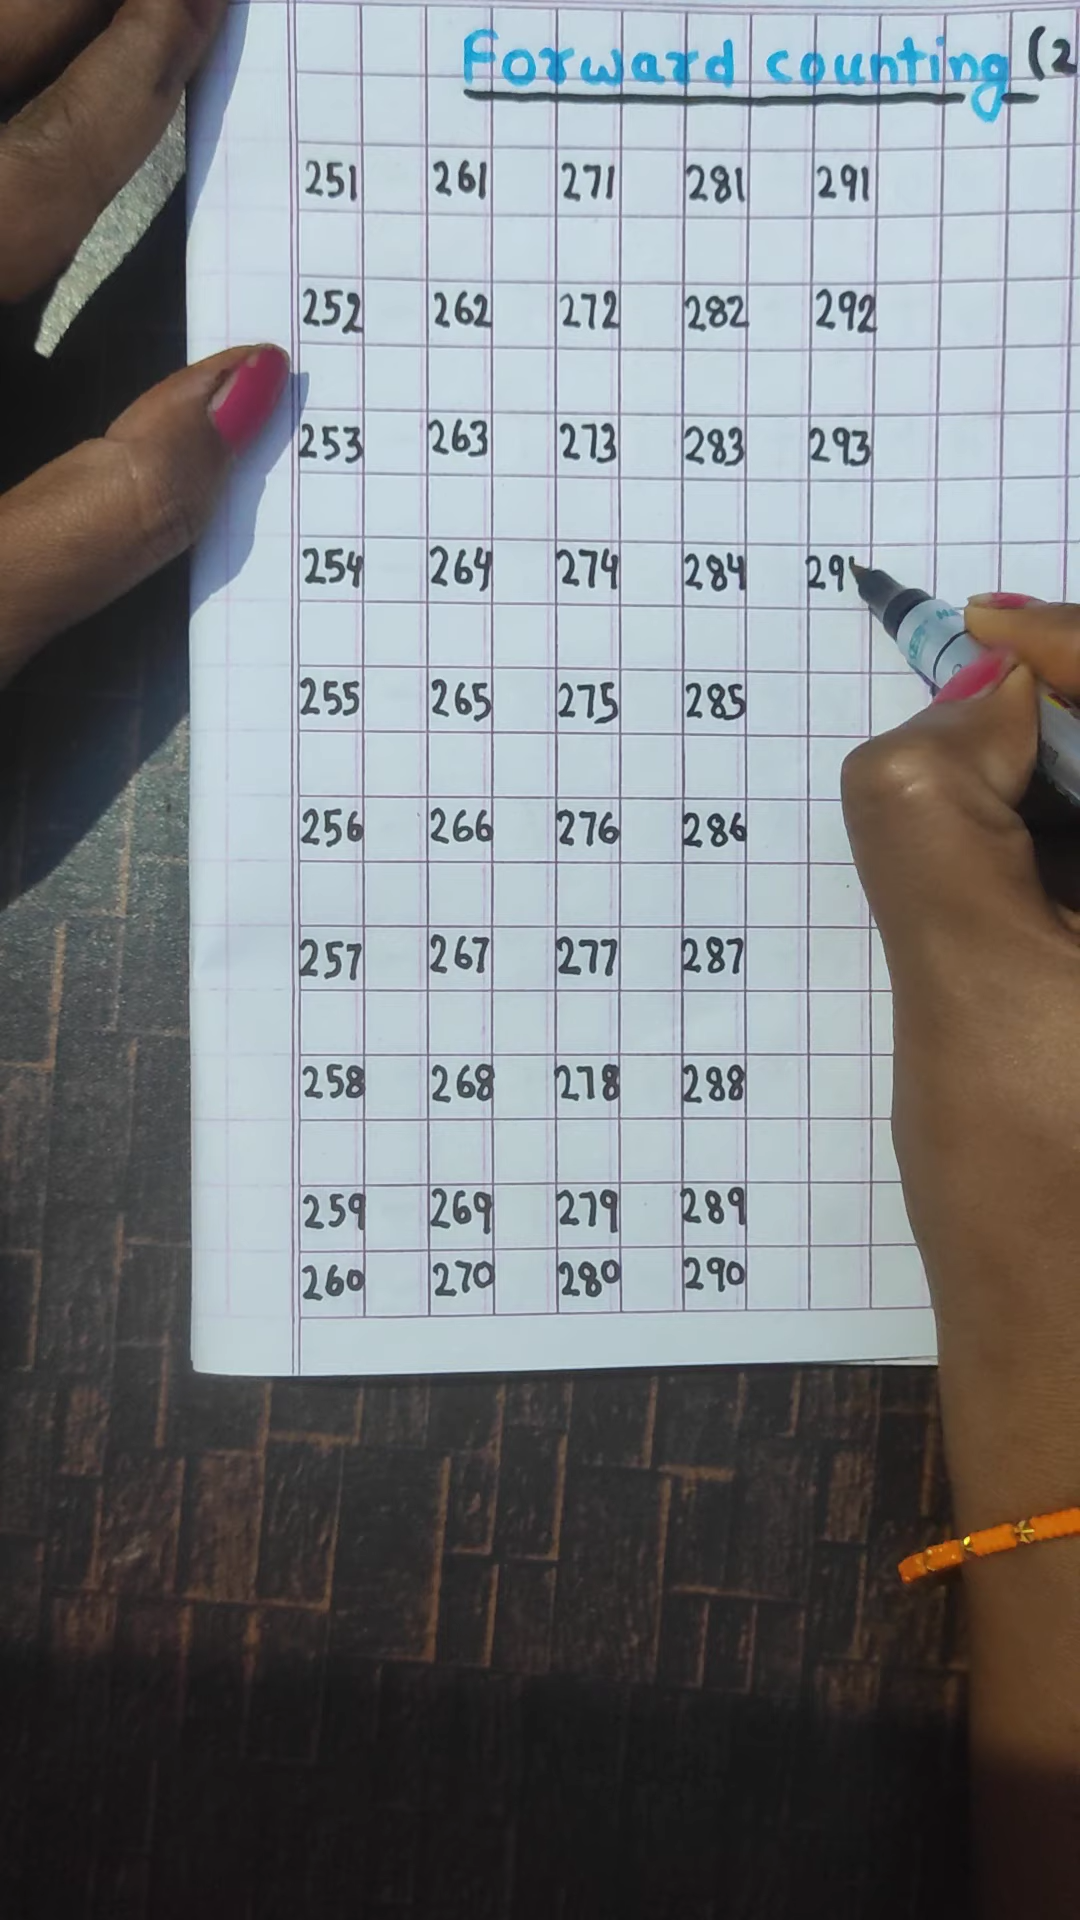 Forward counting (2
251 261 271 281 291
252 262 272 282 292
253 263 273 283 293
254 264 274 284 294
255 265 275 285
256 266 276 286
257 267 277 287
258 268 278 288
259 269 279 289
260 270 280 290